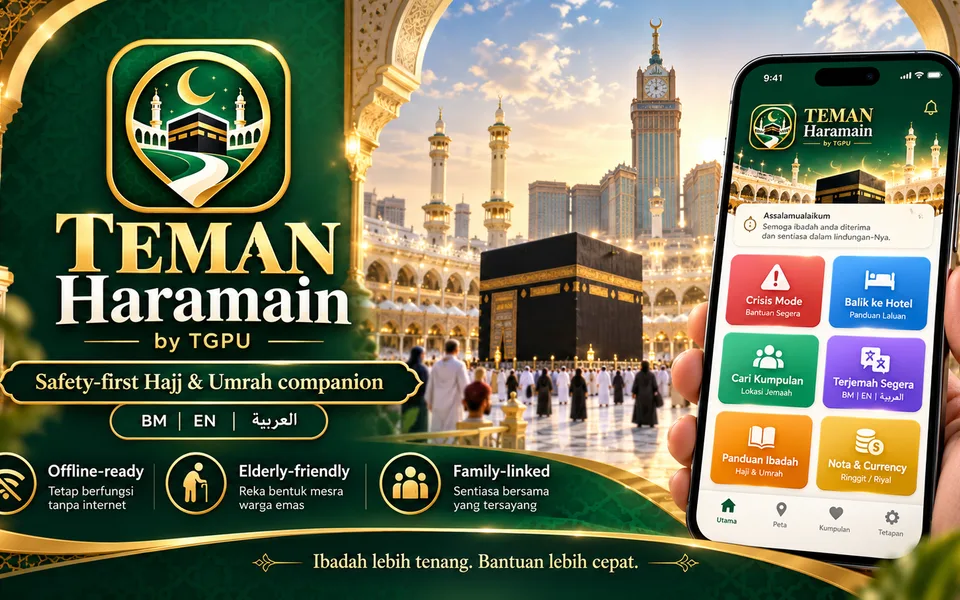 TEMAN
Haramain
by TGPU
Safety-first Hajj & Umrah companion
BM | EN | العربية
Offline-ready
Tetap berfungsi
tanpa internet
Elderly-friendly
Reka bentuk mesra
warga emas
Family-linked
Sentiasa bersama
yang tersayang
Ibadah lebih tenang. Bantuan lebih cepat.
9:41
TEMAN
Haramain
by TGPU
Assalamualaikum
Semoga ibadah anda diterima
dan sentiasa dalam lindungan-Nya.
Crisis Mode
Bantuan Segera
Balik ke Hotel
Panduan Laluan
Cari Kumpulan
Lokasi Jemaah
Terjemah Segera
BM | EN | العربية
Panduan Ibadah
Haji & Umrah
Nota & Currency
Ringgit / Riyal
Utama
Peta
Kumpulan
Tetapan